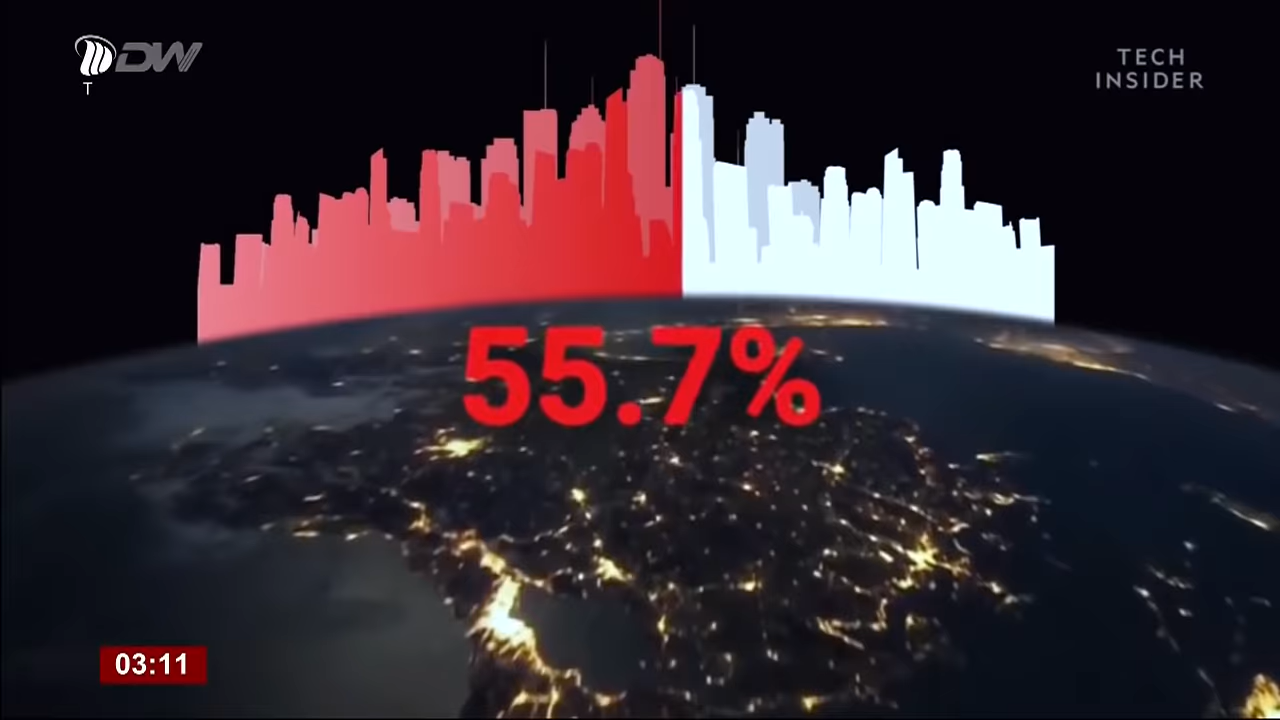 DW
T
TECH
INSIDER
55.7%
03:11